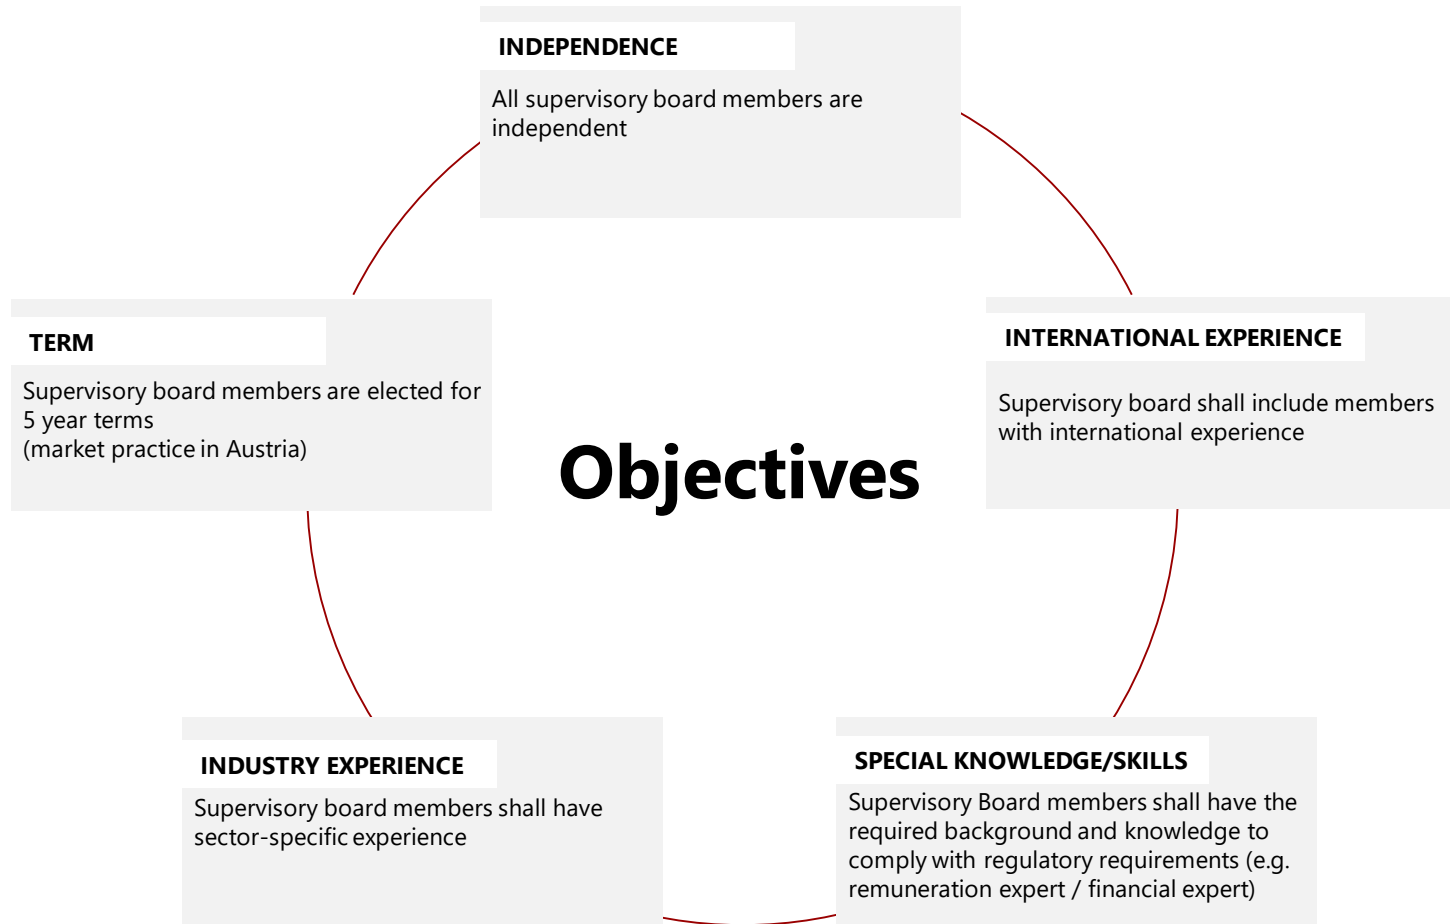 INDEPENDENCE
All supervisory board members are
independent
TERM
Supervisory board members are elected for
5 year terms
(market practice in Austria)
INTERNATIONAL EXPERIENCE
Supervisory board shall include members
with international experience
Objectives
INDUSTRY EXPERIENCE
Supervisory board members shall have
sector-specific experience
SPECIAL KNOWLEDGE/SKILLS
Supervisory Board members shall have the
required background and knowledge to
comply with regulatory requirements (e.g.
remuneration expert / financial expert)